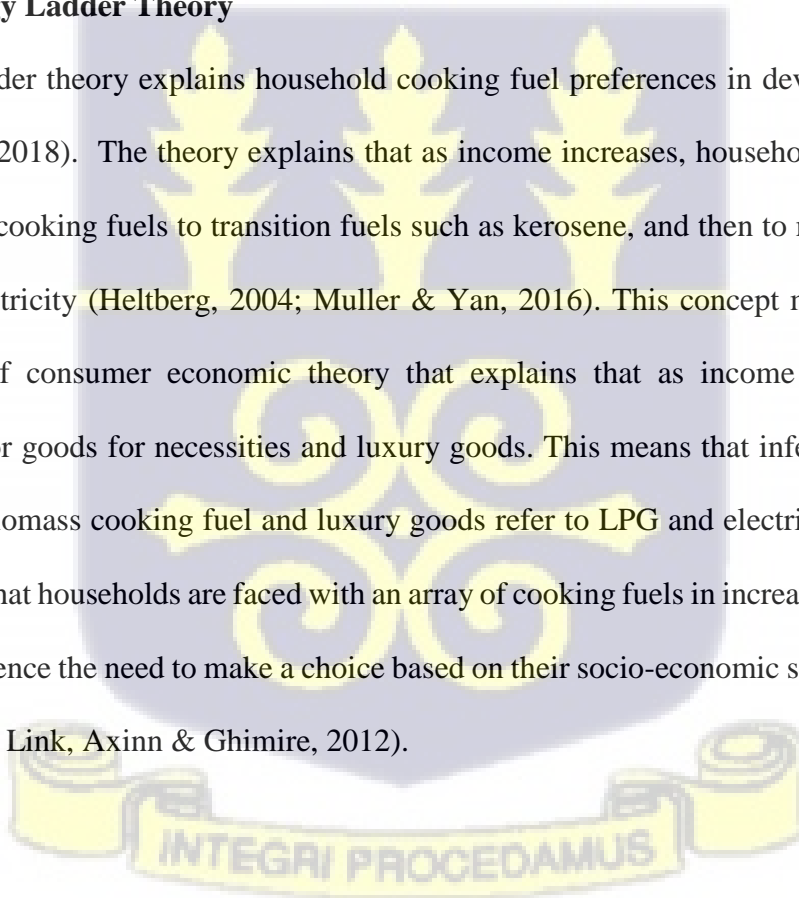 y Ladder Theory
der theory explains household cooking fuel preferences in dev
2018). The theory explains that as income increases, househo
cooking fuels to transition fuels such as kerosene, and then to
tricity (Heltberg, 2004; Muller & Yan, 2016). This concept
f consumer economic theory that explains that as income
or goods for necessities and luxury goods. This means that infe
iomass cooking fuel and luxury goods refer to LPG and electri
hat households are faced with an array of cooking fuels in increa
ence the need to make a choice based on their socio-economic s
Link, Axinn & Ghimire, 2012).
INTEGRI PROCEDAMUS